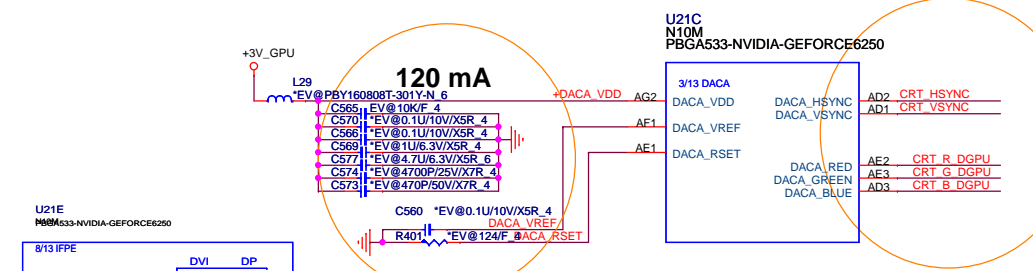 U21C
N10M
PBGA533-NVIDIA-GEFORCE6250
+3V_GPU
120 mA
L29
*EV@PBY160808T-301Y-N_6
+DACA_VDD
AG2
3/13 DACA
DACA_VDD
DACA_HSYNC
AD2
CRT_HSYNC
DACA_VSYNC
AD1
CRT_VSYNC
C565
EV@10K/F_4
C570
*EV@0.1U/10V/X5R_4
C566
*EV@0.1U/10V/X5R_4
C569
*EV@1U/6.3V/X5R_4
C577
*EV@4.7U/6.3V/X5R_6
C574
*EV@4700P/25V/X7R_4
C573
*EV@470P/50V/X7R_4
AF1
DACA_VREF
AE1
DACA_RSET
DACA_RED
AE2
CRT_R_DGPU
DACA_GREEN
AE3
CRT_G_DGPU
DACA_BLUE
AD3
CRT_B_DGPU
C560
*EV@0.1U/10V/X5R_4
DACA_VREF
R401
*EV@124/F_4
DACA_RSET
U21E
N10M
PBGA533-NVIDIA-GEFORCE6250
8/13 IFPE
DVI
DP